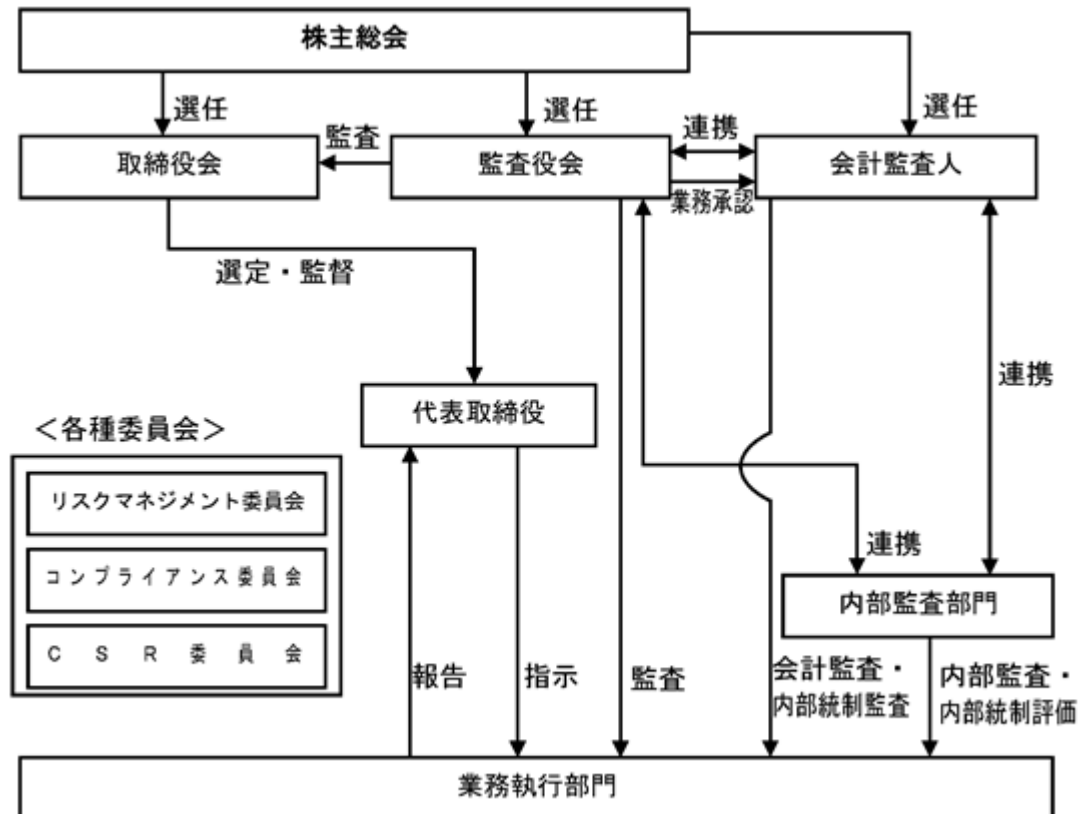 株主総会
選任
選任
選任
取締役会
監査
監査役会
連携
業務承認
会計監査人
選定・監督
連携
代表取締役
＜各種委員会＞
リスクマネジメント委員会
コンプライアンス委員会
ＣＳＲ委員会
連携
内部監査部門
報告
指示
監査
会計監査・
内部統制監査
内部監査・
内部統制評価
業務執行部門